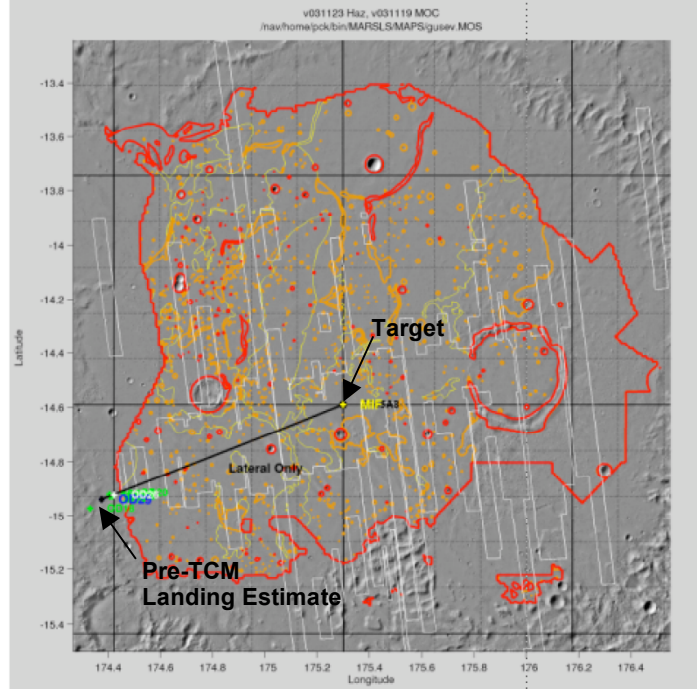 v031123 Haz, v031119 MOC
/nav/home/pck/bin/MARSLS/MAPS/gusev.MOS
-13.4
-13.6
-13.8
-14
-14.2
-14.4
-14.6
-14.8
-15
-15.2
-15.4
Latitude
Target
Lateral Only
OD29
Pre-TCM
Landing Estimate
174.4
174.6
174.8
175
175.2
175.4
175.6
175.8
176
176.2
176.4
Longitude